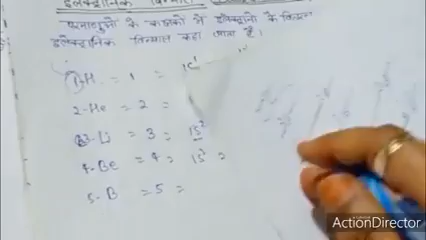 इलेक्ट्रॉनिक विन्यास
परमाणुओं के कक्षकों में इलेक्ट्रॉनों के वितरण
इलेक्ट्रॉनिक विन्यास कहा जाता है।
1-H = 1 = 1S¹
2-He = 2 =
3-Li = 3 = 1S²
4-Be = 4 = 1S² =
5-B = 5 =
ActionDirector